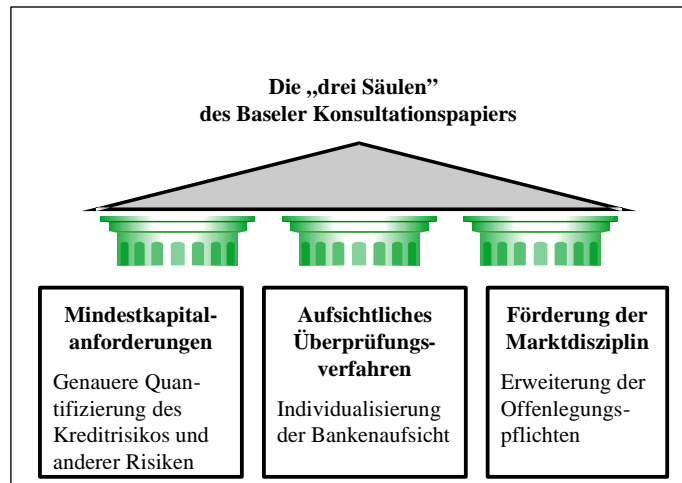 Die „drei Säulen”
des Baseler Konsultationspapiers
Mindestkapital-
anforderungen
Genauere Quan-
tifizierung des
Kreditrisikos und
anderer Risiken
Aufsichtliches
Überprüfungs-
verfahren
Individualisierung
der Bankenaufsicht
Förderung der
Marktdisziplin
Erweiterung der
Offenlegungs-
pflichten